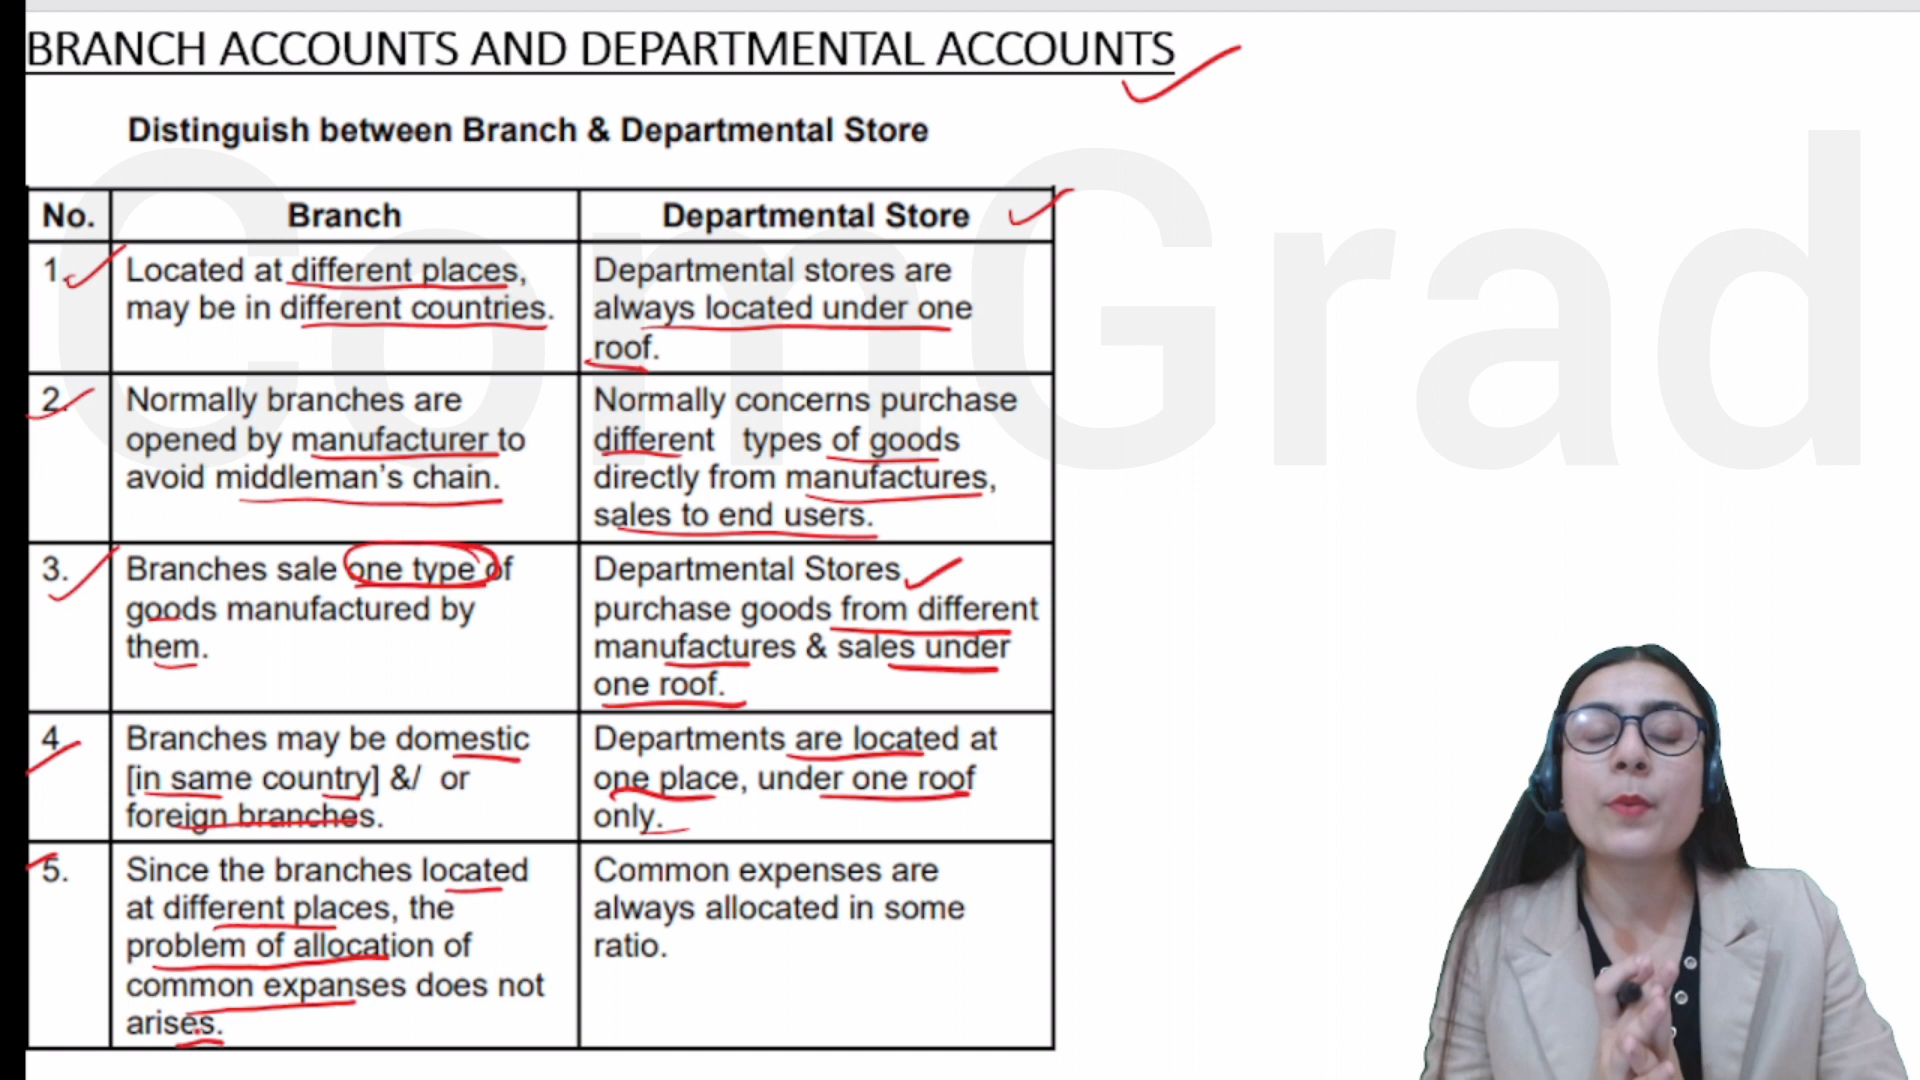 BRANCH ACCOUNTS AND DEPARTMENTAL ACCOUNTS
Distinguish between Branch & Departmental Store
No.
Branch
Departmental Store
1.
Located at different places,
may be in different countries.
Departmental stores are
always located under one
roof.
2.
Normally branches are
opened by manufacturer to
avoid middleman's chain.
Normally concerns purchase
different types of goods
directly from manufactures,
sales to end users.
3.
Branches sale one type of
goods manufactured by
them.
Departmental Stores
purchase goods from different
manufactures & sales under
one roof.
4.
Branches may be domestic
[in same country] &/ or
foreign branches.
Departments are located at
one place, under one roof
only.
5.
Since the branches located
at different places, the
problem of allocation of
common expanses does not
arises.
Common expenses are
always allocated in some
ratio.
ComGrad